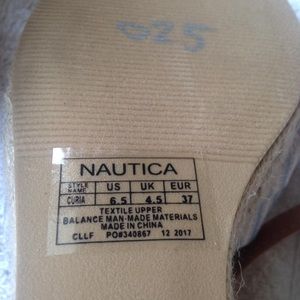 025
NAUTICA
STYLE NAME US UK EUR
CURIA 6.5 4.5 37
TEXTILE UPPER
BALANCE MAN-MADE MATERIALS
MADE IN CHINA
CLLF PO#340867 12 2017